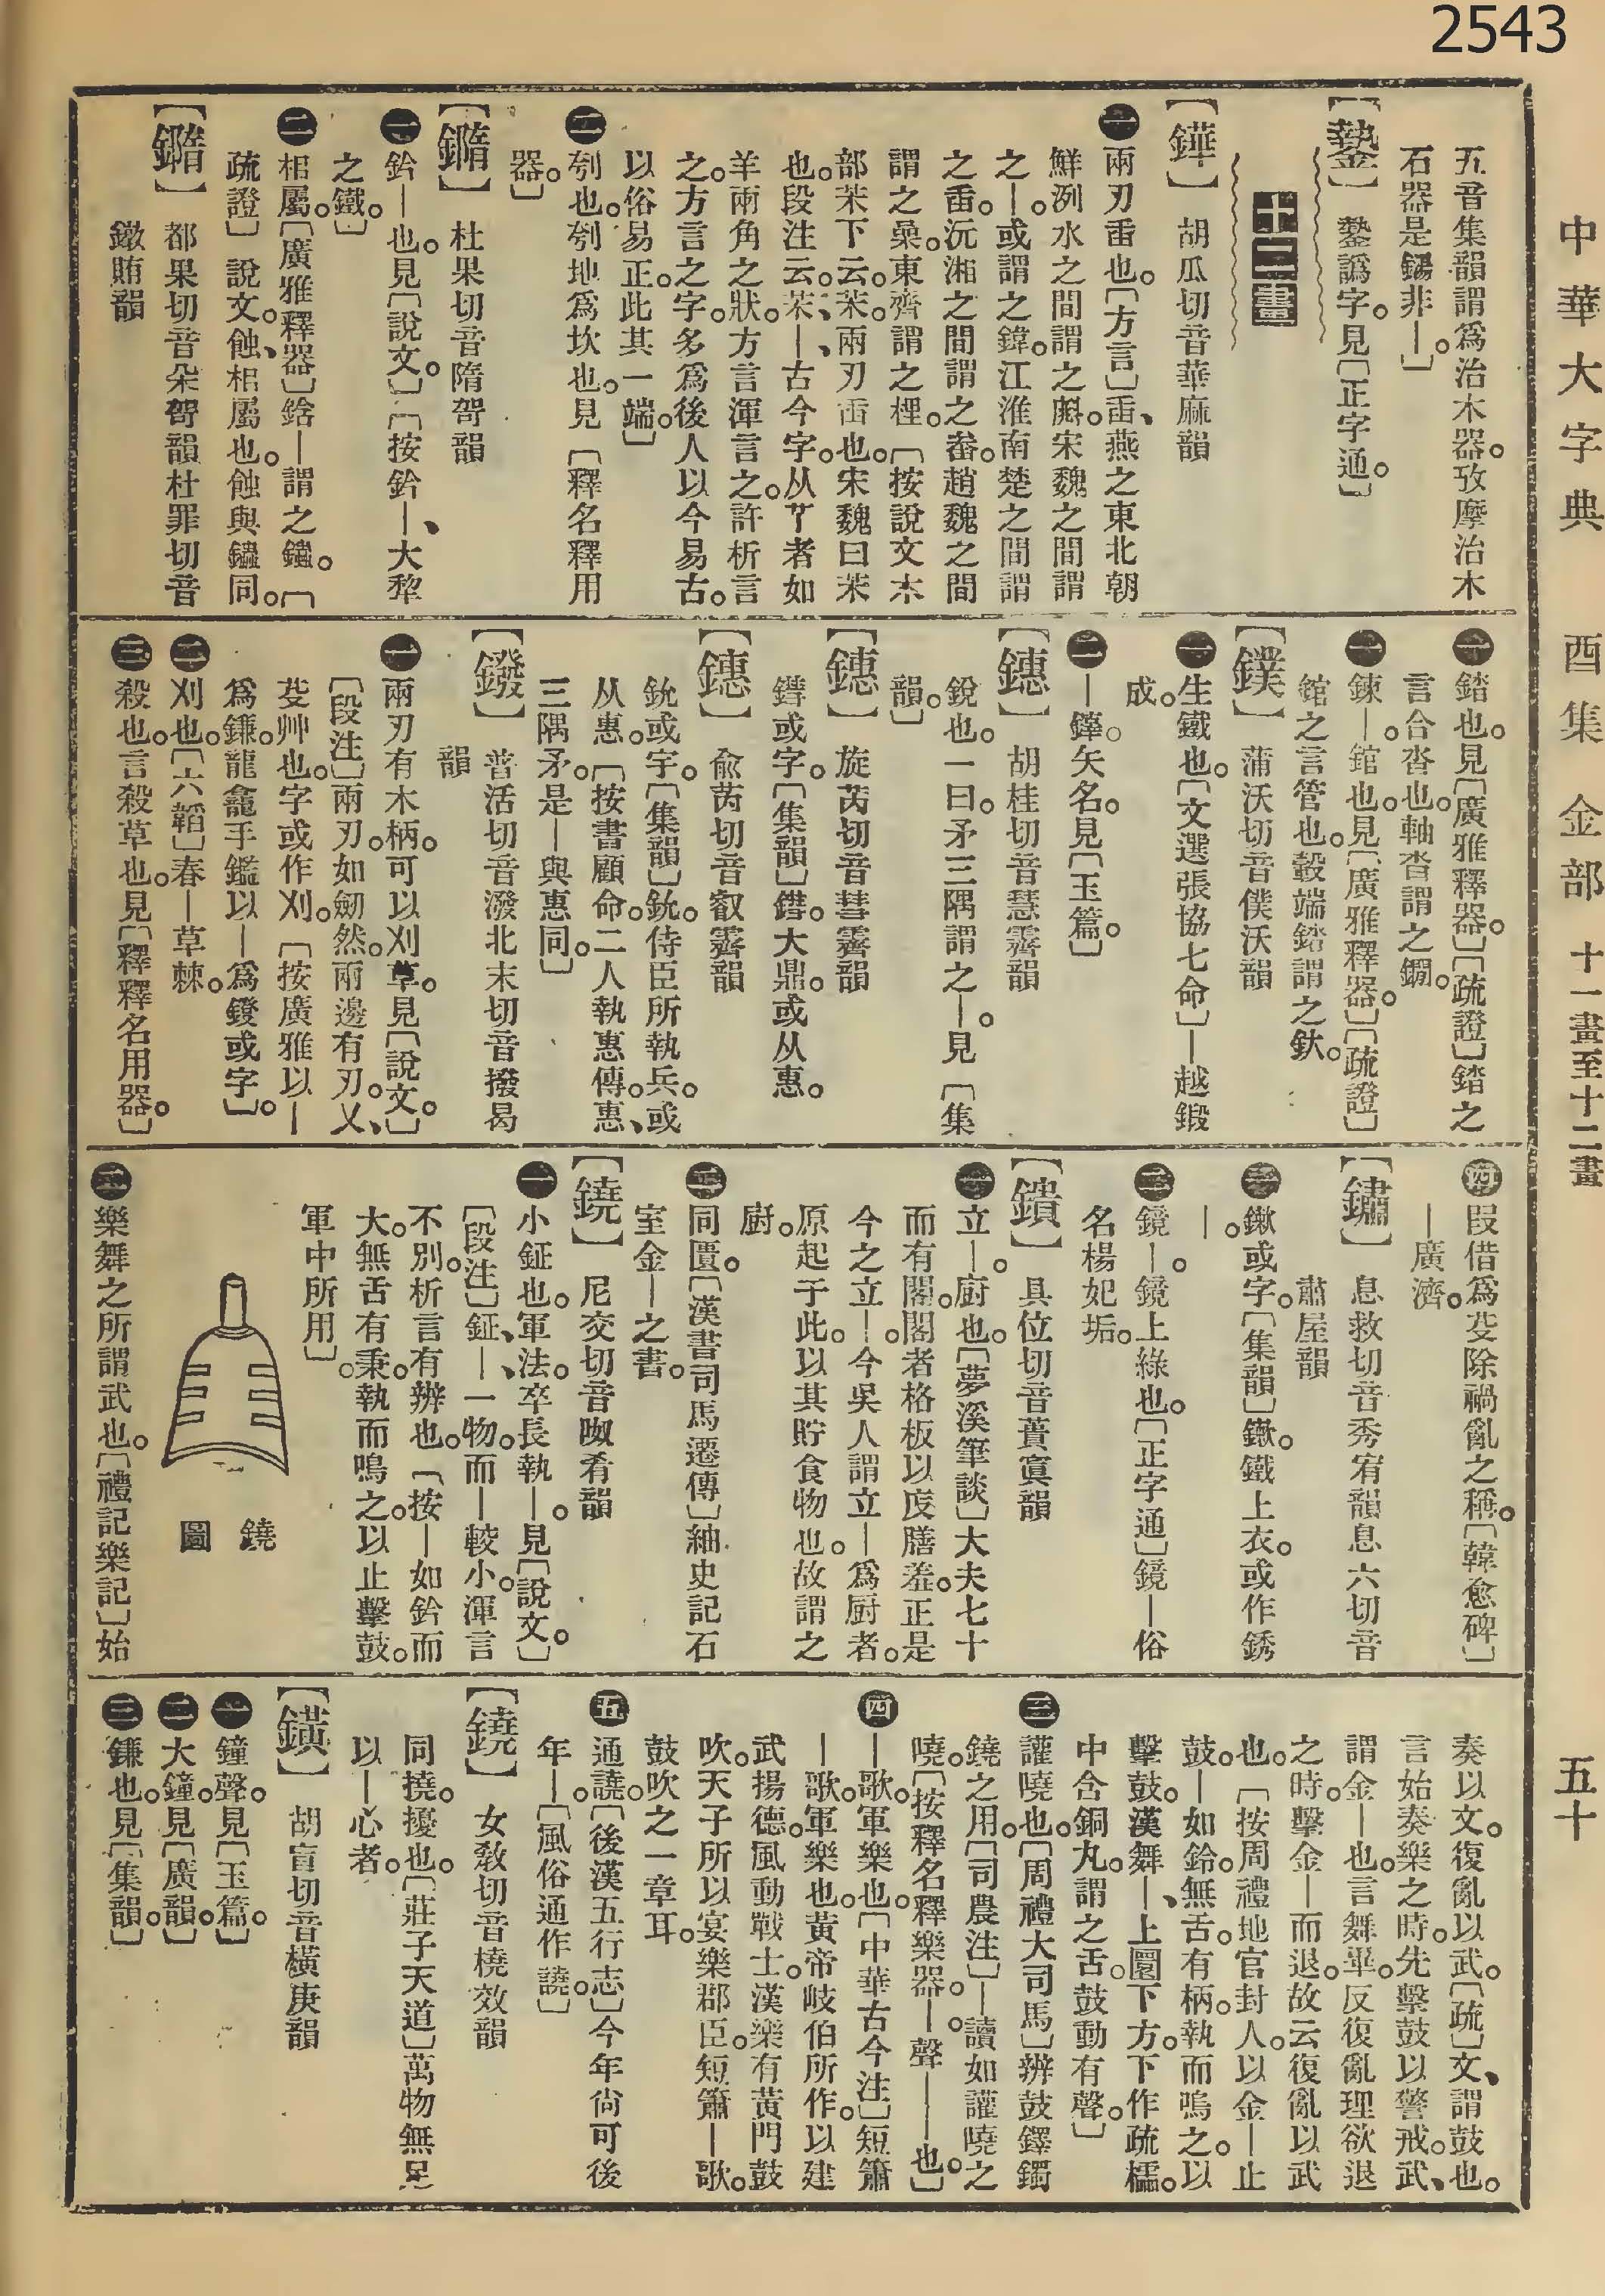 2543
中華大字典 酉集 金部 十一畫至十二畫 五十
五音集韻謂爲治木器。攷摩治木
石器是鐋非—。〕
【鏊】 鏊譌字。見〔正字通。〕
十二畫
【鏵】 胡瓜切音華麻韻
㊀兩刃臿也。〔方言〕臿、燕之東北朝
鮮洌水之間謂之㪺。宋魏之間謂
之—。或謂之鍏。江淮南楚之間謂
之臿。沅湘之間謂之畚。趙魏之間
謂之喿。東齊謂之梩。〔按說文木
部茉下云。茉、兩刃臿也。宋魏曰茉
也。段注云。茉—、古今字。从丫者如
羊兩角之狀。方言渾言之。許析言
之。方言之字。多爲後人以今易古。
以俗易正。此其一端。〕
㊁刳也。刳地爲坎也。見〔釋名釋用
器。〕
【鐫】 杜果切音隋哿韻
㊀鈐—也。見〔說文。〕〔按鈐—、大犂
之鐵。〕
㊁梠屬。〔廣雅釋器〕鋡—謂之鐪。〔
疏證〕說文。䖧、梠屬也。䖧與鐪同。
【鐫】 都果切音朵哿韻杜罪切音
鐓賄韻
㊀錔也。見〔廣雅釋器。〕〔疏證〕錔之
言合沓也。軸沓謂之鐗。
㊁鍊—。錧也。見〔廣雅釋器。〕〔疏證〕
錧之言管也。轂端錔謂之釱。
【鏷】 蒲沃切音僕沃韻
㊀生鐵也。〔文選張協七命〕—越鍛
成。
㊁—鏎。矢名。見〔玉篇。〕
【鏸】 胡桂切音慧霽韻
銳也。一曰。矛三隅謂之—。見〔集
韻。〕
【鏸】 旋芮切音彗霽韻
鏏或字。〔集韻〕鏏。大鼎。或从惠。
【鏸】 兪芮切音叡霽韻
鈗或字。〔集韻〕鈗。侍臣所執兵。或
从惠。〔按書顧命。二人執惠。傳。惠、
三隅矛。是—與惠同。〕
【鏺】 普活切音潑北末切音撥曷
韻
㊀兩刃有木柄。可以刈草。見〔說文。〕
〔段注〕兩刃。如劒然。兩邊有刃。乂、
芟艸也。字或作刈。〔按廣雅以—
爲鎌。龍龕手鑑以—爲鐙或字〕。
㊁刈也。〔六韜〕春—草棘。
㊂殺也。言殺草也。見〔釋釋名用器。〕
㊃叚借爲芟除禍亂之稱。〔韓愈碑〕
—廣濟。
【鏽】 息救切音秀宥韻息六切音
肅屋韻
㊀鏉或字。〔集韻〕鏉。鐵上衣。或作銹
—。
㊁鏡—。鏡上綠也。〔正字通〕鏡—俗
名楊妃垢。
【鐀】 具位切音蕢寘韻
㊀立—。厨也。〔夢溪筆談〕大夫七十
而有閣。閣者格板以庋膳羞。正是
今之立—。今吳人謂立—爲厨者。
原起于此。以其貯食物也。故謂之
厨。
㊁同匱。〔漢書司馬遷傳〕紬史記石
室金—之書。
【鐃】 尼交切音呶肴韻
㊀小鉦也。軍法。卒長執—。見〔說文。〕
〔段注〕鉦、—、一物。而—較小。渾言
不別。析言有辨也。〔按—如鈴而
大。無舌有秉。執而鳴之。以止擊鼓。
軍中所用〕。
鐃圖
㊁樂舞之所謂武也。〔禮記樂記〕始
奏以文。復亂以武。〔疏〕文、謂鼓也。
言始奏樂之時。先擊鼓以警戒。武、
謂金—也。言舞畢。反復亂理欲退
之時。擊金—而退。故云復亂以武
也。〔按周禮地官封人。以金—止
鼓。—如鈴。無舌。有柄。執而鳴之。以
擊鼓。漢舞—、上圜下方。下作疏櫺。
中含銅丸。謂之舌。鼓動有聲。〕
㊂讙嘵也。〔周禮大司馬〕辨鼓鐸鐲
鐃之用。〔司農注〕—讀如讙嘵之
嘵。〔按釋名釋樂器。—。聲——也。〕
㊃—歌。軍樂也。〔中華古今注〕短簫
—歌。軍樂也。黃帝岐伯所作。以建
武揚德。風動戰士。漢樂有黃門鼓
吹。天子所以宴樂郡臣。短簫—歌。
鼓吹之一章耳。
㊄通譊。〔後漢五行志〕今年尙可後
年—。〔風俗通作譊。〕
【鐃】 女敎切音橈效韻
同撓。擾也。〔莊子天道〕萬物無足
以—心者。
【鐄】 胡盲切音橫庚韻
㊀鐘聲。見〔玉篇。〕
㊁大鐘。見〔廣韻。〕
㊂鎌也。見〔集韻。〕